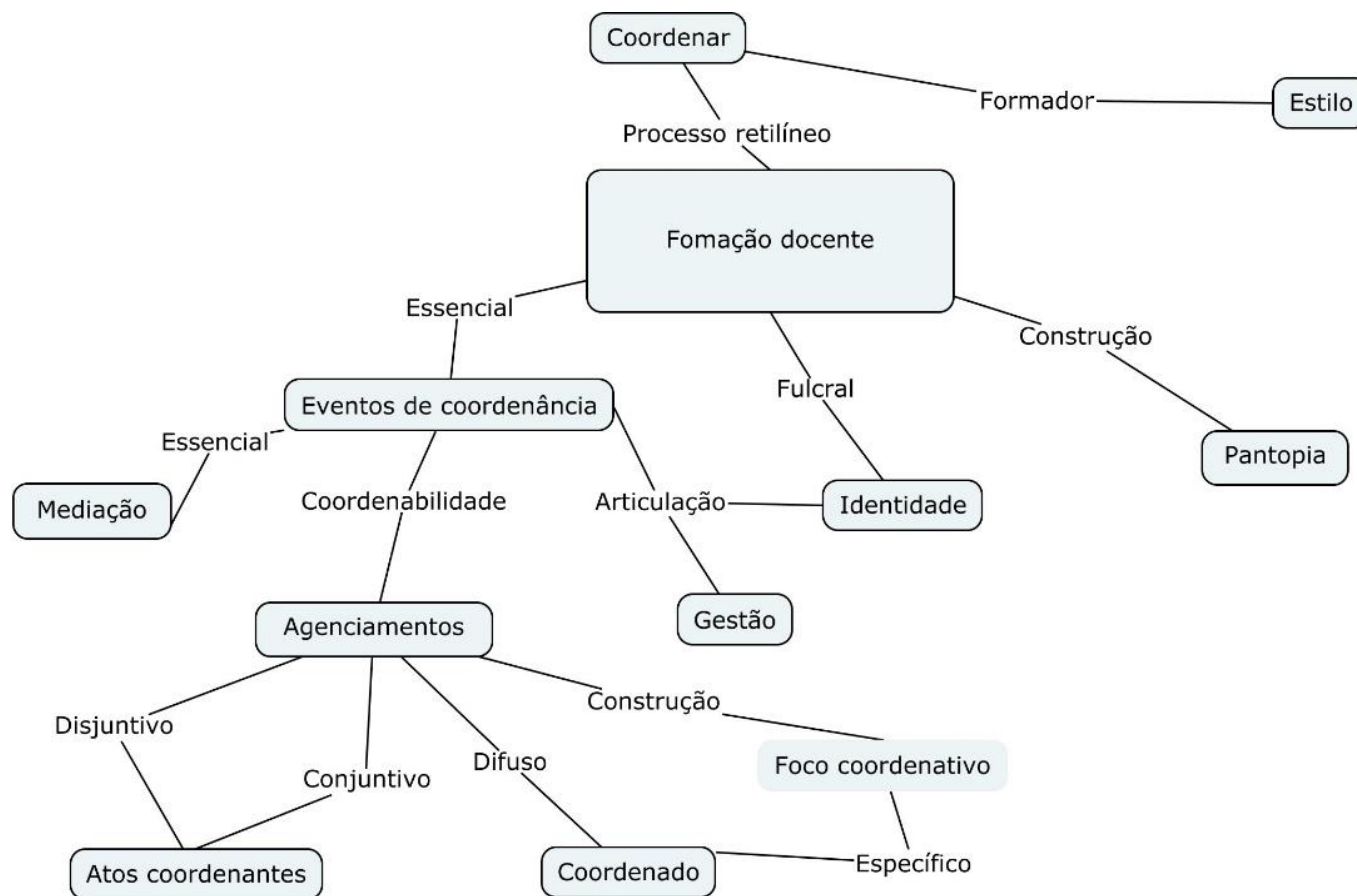 Coordenar
Formador
Estilo
Processo retilíneo
Fomação docente
Essencial
Construção
Fulcral
Eventos de coordenância
Essencial
Pantopia
Coordenabilidade
Articulação
Identidade
Mediação
Gestão
Agenciamentos
Construção
Disjuntivo
Difuso
Foco coordenativo
Conjuntivo
Específico
Atos coordenantes
Coordenado